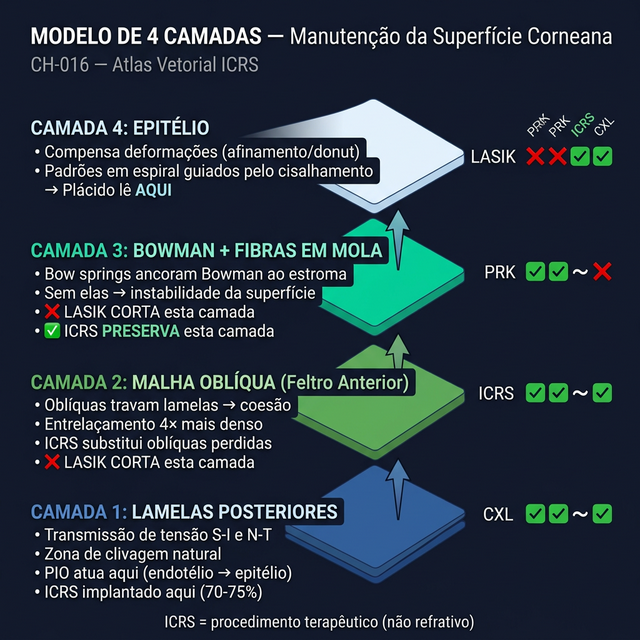 MODELO DE 4 CAMADAS — Manutenção da Superfície Corneana
CH-016 — Atlas Vetorial ICRS
PRK PRK ICRS CXL
CAMADA 4: EPITÉLIO
• Compensa deformações (afinamento/donut)
• Padrões em espiral guiados pelo cisalhamento
→ Plácido lê AQUI
LASIK ❌❌✅✅
CAMADA 3: BOWMAN + FIBRAS EM MOLA
• Bow springs ancoram Bowman ao estroma
• Sem elas → instabilidade da superfície
• ❌ LASIK CORTA esta camada
• ✅ ICRS PRESERVA esta camada
PRK ✅✅~❌
CAMADA 2: MALHA OBLÍQUA (Feltro Anterior)
• Oblíquas travam lamelas → coesão
• Entrelaçamento 4× mais denso
• ICRS substitui oblíquas perdidas
• ❌ LASIK CORTA esta camada
ICRS ✅✅~✅
CAMADA 1: LAMELAS POSTERIORES
• Transmissão de tensão S-I e N-T
• Zona de clivagem natural
• PIO atua aqui (endotélio → epitélio)
• ICRS implantado aqui (70-75%)
CXL ✅✅~✅
ICRS = procedimento terapêutico (não refrativo)